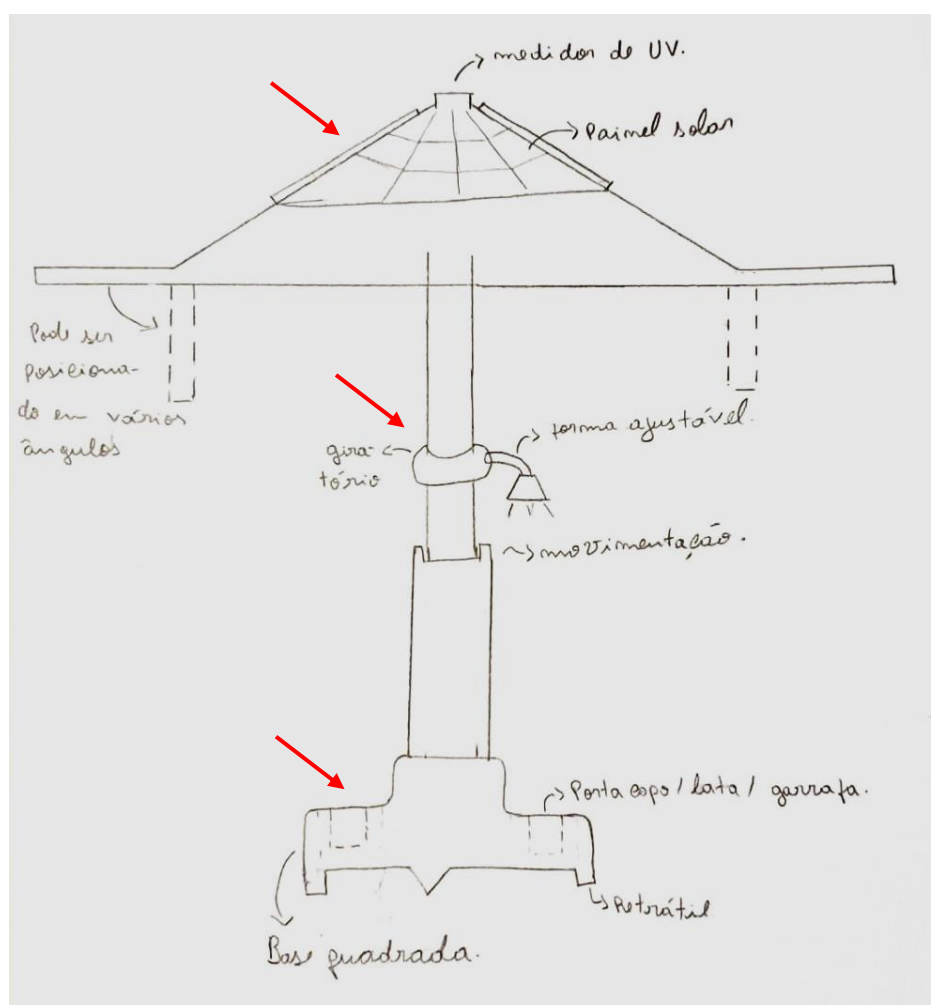 medidor de UV.
Painel solar
Pode ser
posiciona-
do em vários
ângulos
forma ajustável.
gira-
tório
movimentação.
Porta copo / lata / garrafa.
Retrátil
Base quadrada.